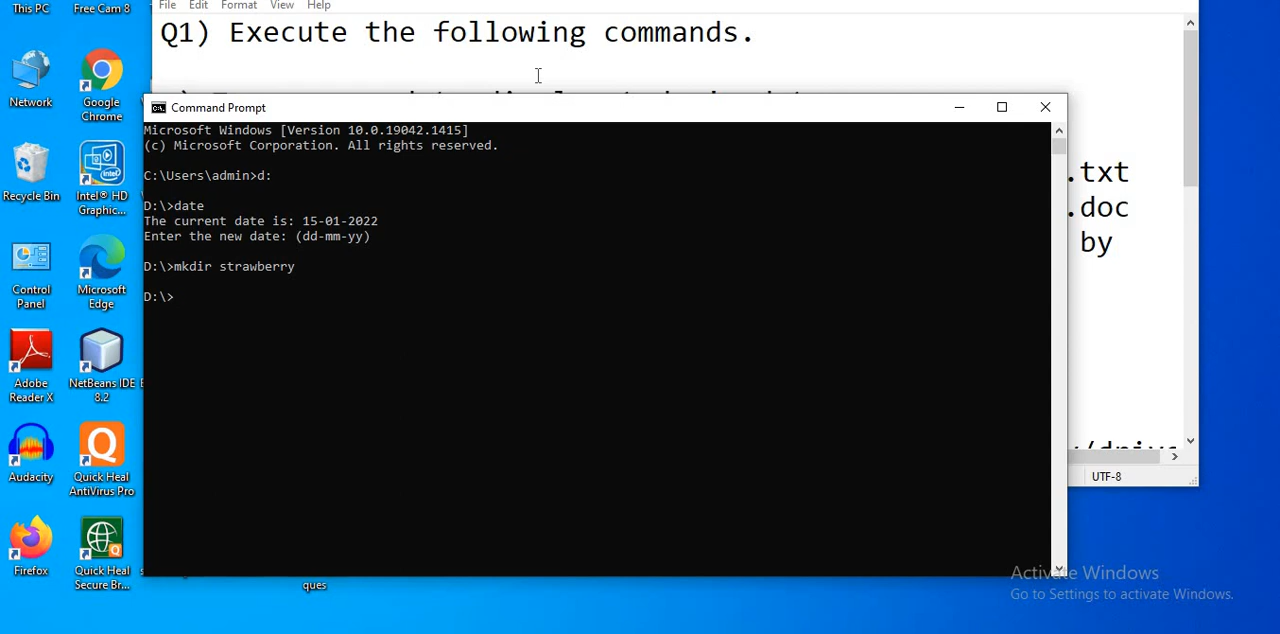 This PC
Free Cam 8
File Edit Format View Help
Q1) Execute the following commands.
Network
Google
Chrome
Command Prompt
Microsoft Windows [Version 10.0.19042.1415]
(c) Microsoft Corporation. All rights reserved.
C:\Users\admin>d:
D:\>date
The current date is: 15-01-2022
Enter the new date: (dd-mm-yy)
D:\>mkdir strawberry
D:\>
.txt
.doc
by
Recycle Bin
Intel® HD
Graphic...
Control
Panel
Microsoft
Edge
Adobe
Reader X
NetBeans IDE
8.2
Audacity
Quick Heal
AntiVirus Pro
UTF-8
Firefox
Quick Heal
Secure Br...
ques
Activate Windows
Go to Settings to activate Windows.